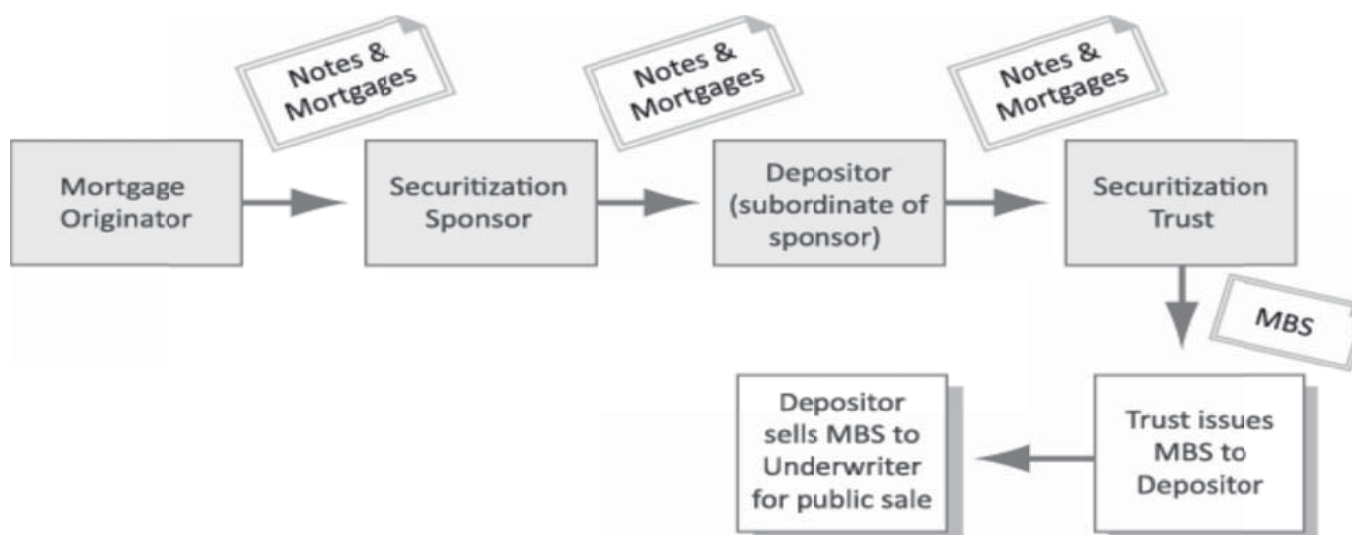 Notes &
Mortgages
Notes &
Mortgages
Notes &
Mortgages
Mortgage
Originator
Securitization
Sponsor
Depositor
(subordinate of
sponsor)
Securitization
Trust
MBS
Depositor
sells MBS to
Underwriter
for public sale
Trust issues
MBS to
Depositor